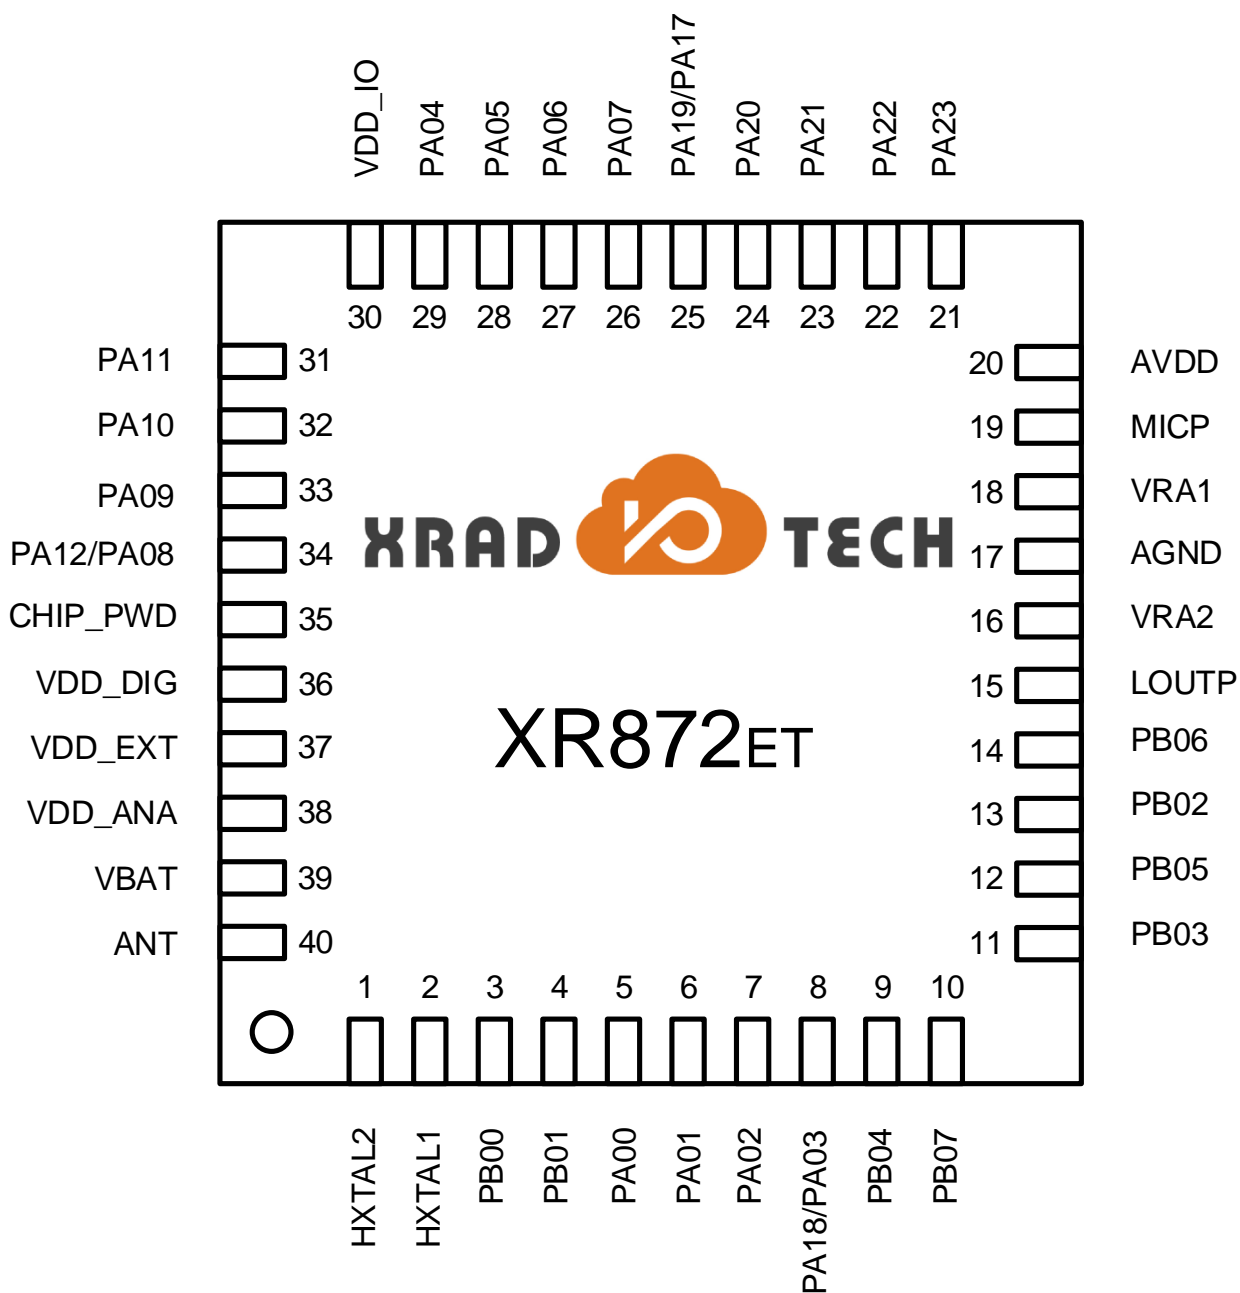 VDD_IO
PA04
PA05
PA06
PA07
PA19/PA17
PA20
PA21
PA22
PA23
30 29 28 27 26 25 24 23 22 21
PA11 31 20 AVDD
PA10 32 19 MICP
PA09 33 18 VRA1
PA12/PA08 34 17 AGND
XRAD TECH
CHIP_PWD 35 16 VRA2
VDD_DIG 36 15 LOUTP
VDD_EXT 37 14 PB06
XR872ET
VDD_ANA 38 13 PB02
VBAT 39 12 PB05
ANT 40 11 PB03
1 2 3 4 5 6 7 8 9 10
HXTAL2
HXTAL1
PB00
PB01
PA00
PA01
PA02
PA18/PA03
PB04
PB07